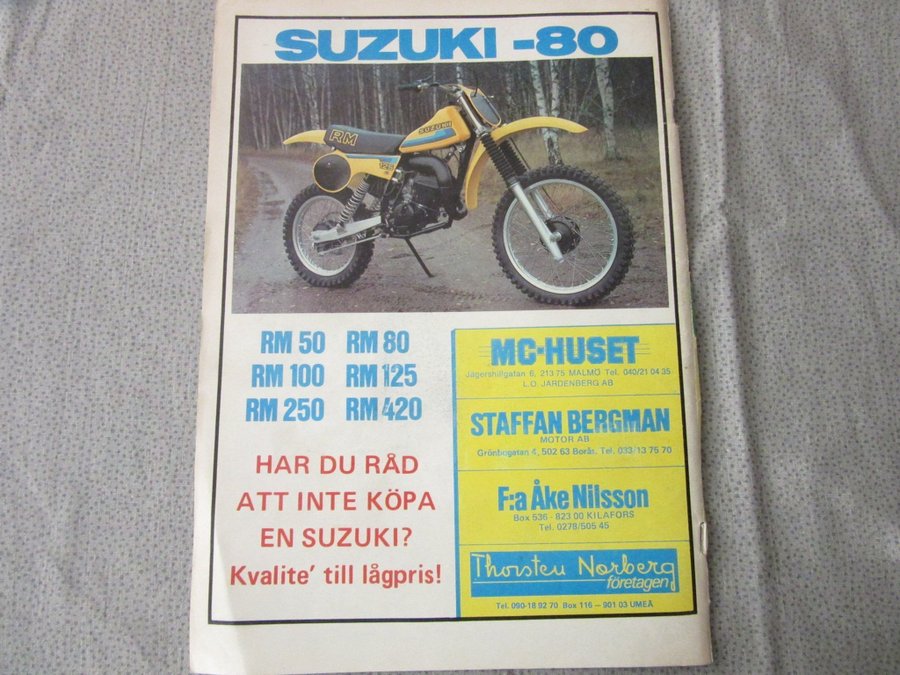 SUZUKI -80
SUZUKI
RM
125
RM 50 RM 80
RM 100 RM 125
RM 250 RM 420
HAR DU RÅD
ATT INTE KÖPA
EN SUZUKI?
Kvalite' till lågpris!
MC-HUSET
Jägershillgatan 6, 213 75 MALMÖ Tel. 040/21 04 35
L.O. JARDENBERG AB
STAFFAN BERGMAN
MOTOR AB
Grönbogatan 4, 502 63 Borås. Tel. 033/13 75 70
F:a Åke Nilsson
Box 536 - 823 00 KILAFORS
Tel. 0278/505 45
Thorsten Norberg
företagen
Tel. 090-18 92 70 Box 116 – 901 03 UMEÅ